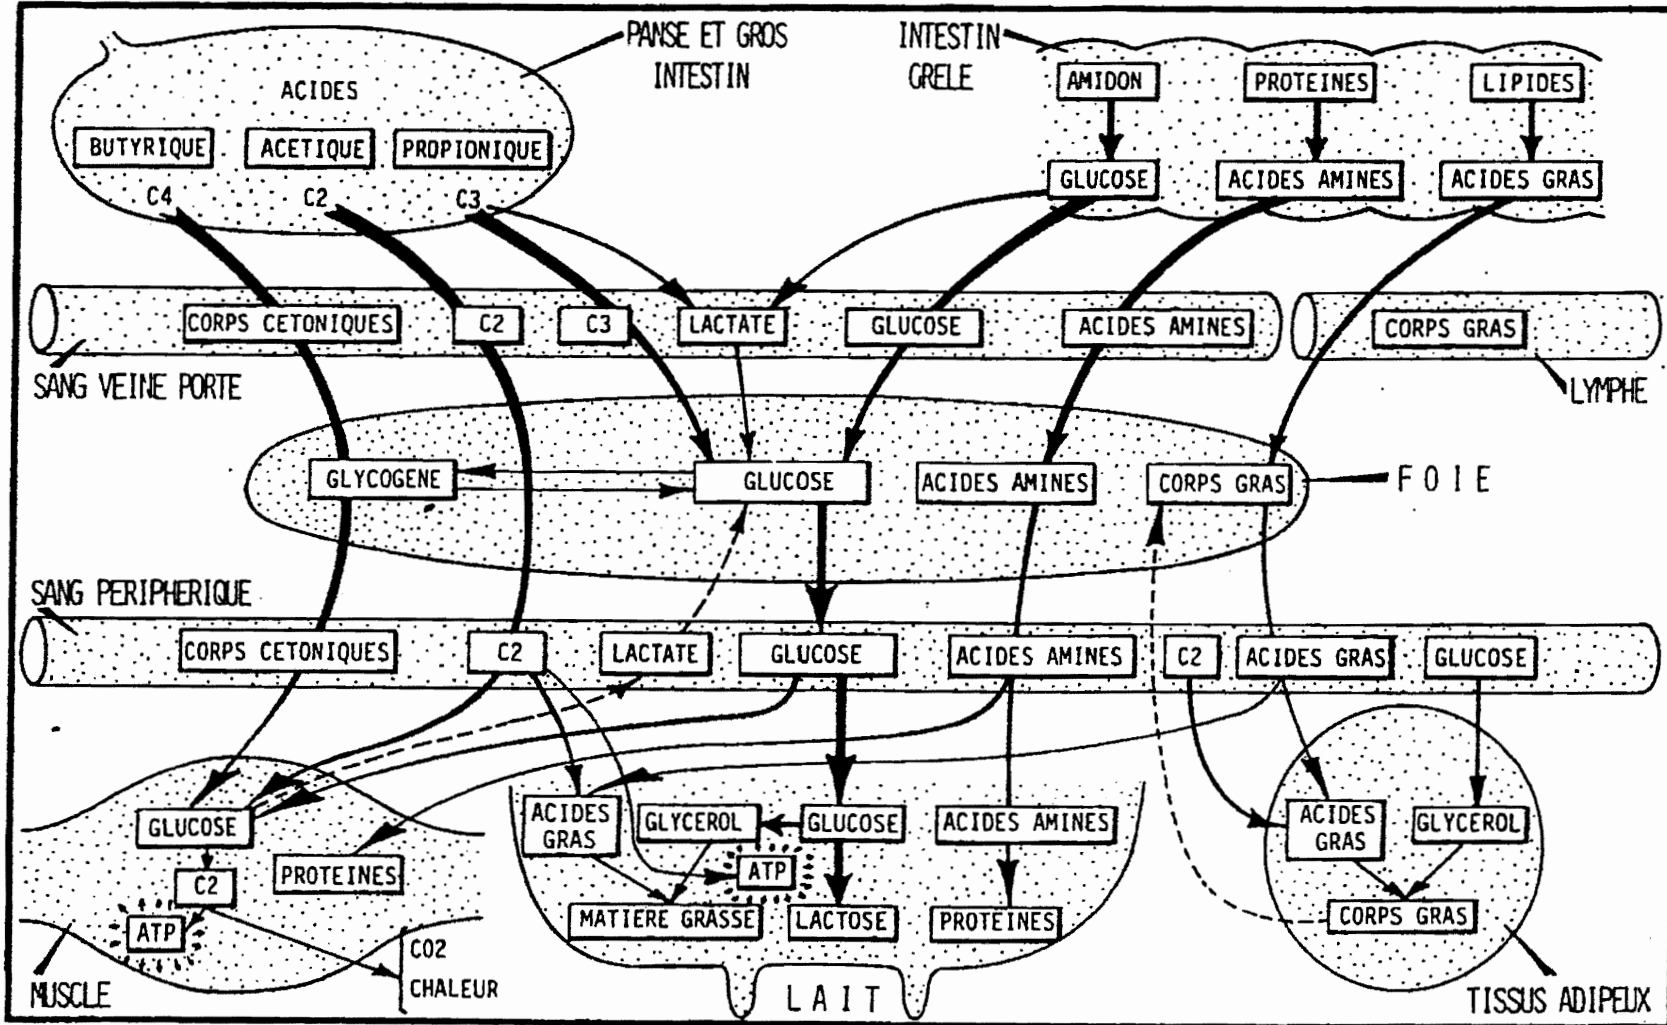 PANSE ET GROS
INTESTIN
INTESTIN
GRELE
ACIDES
BUTYRIQUE
ACETIQUE
PROPIONIQUE
C4
C2
C3
AMIDON
PROTEINES
LIPIDES
GLUCOSE
ACIDES AMINES
ACIDES GRAS
CORPS CETONIQUES
C2
C3
LACTATE
GLUCOSE
ACIDES AMINES
CORPS GRAS
SANG VEINE PORTE
LYMPHE
GLYCOGENE
GLUCOSE
ACIDES AMINES
CORPS GRAS
FOIE
SANG PERIPHERIQUE
CORPS CETONIQUES
C2
LACTATE
GLUCOSE
ACIDES AMINES
C2
ACIDES GRAS
GLUCOSE
GLUCOSE
C2
PROTEINES
ATP
CO2
CHALEUR
MUSCLE
ACIDES
GRAS
GLYCEROL
GLUCOSE
ACIDES AMINES
ATP
MATIERE GRASSE
LACTOSE
PROTEINES
LAIT
ACIDES
GRAS
GLYCEROL
CORPS GRAS
TISSUS ADIPEUX